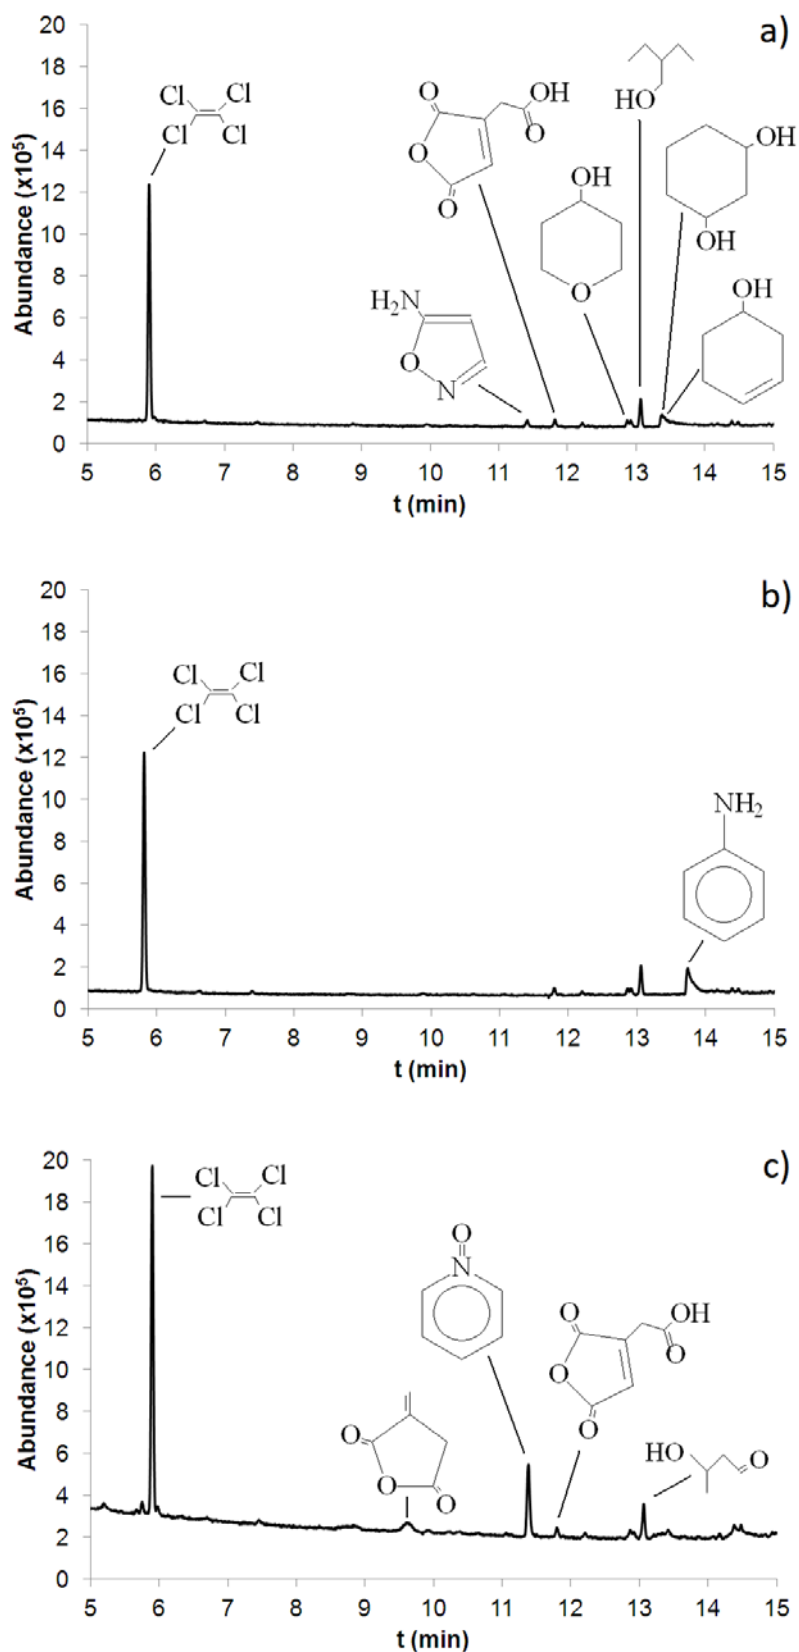 a)
20
18
16
14
12
10
8
6
4
2
0
Abundance (x10⁵)
Cl Cl
Cl Cl
O
OH
O
O
O
HO
OH
OH
OH
O
OH
H₂N
O
N
5 6 7 8 9 10 11 12 13 14 15
t (min)
b)
20
18
16
14
12
10
8
6
4
2
0
Abundance (x10⁵)
Cl Cl
Cl Cl
NH₂
5 6 7 8 9 10 11 12 13 14 15
t (min)
c)
20
18
16
14
12
10
8
6
4
2
0
Abundance (x10⁵)
Cl Cl
Cl Cl
O
N
O
OH
O
O
O
O
O
O
HO
O
5 6 7 8 9 10 11 12 13 14 15
t (min)